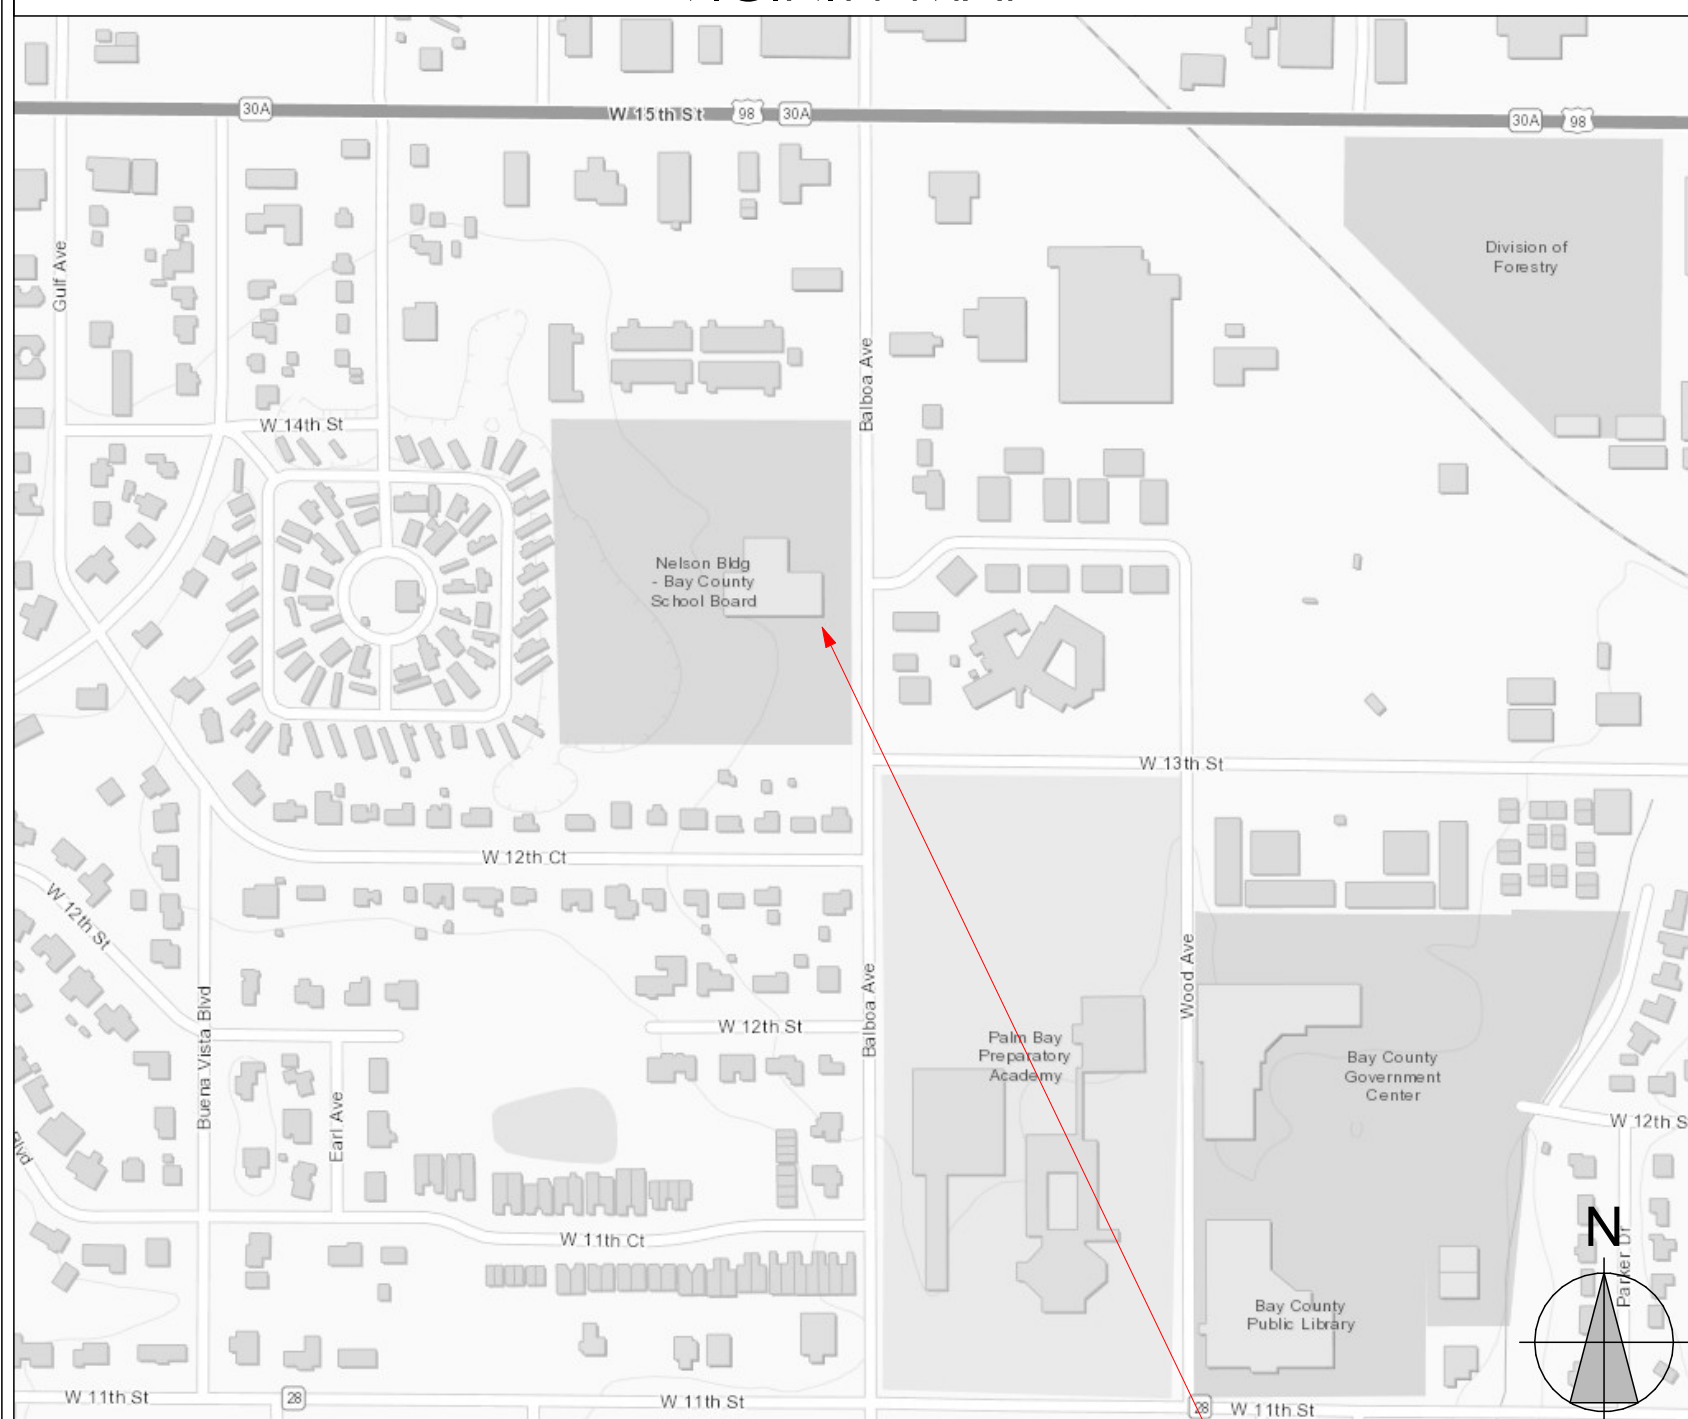 30A
W 15th St
98
30A
30A
98
Gulf Ave
Division of
Forestry
Balboa Ave
W 14th St
Nelson Bldg
- Bay County
School Board
W 13th St
W 12th Ct
W 12th St
Wood Ave
Balboa Ave
Buena Vista Blvd
W 12th St
Palm Bay
Preparatory
Academy
Bay County
Government
Center
Earl Ave
W 12th S
Blvd
N
Parker Dr
W 11th Ct
Bay County
Public Library
W 11th St
28
W 11th St
28
W 11th St